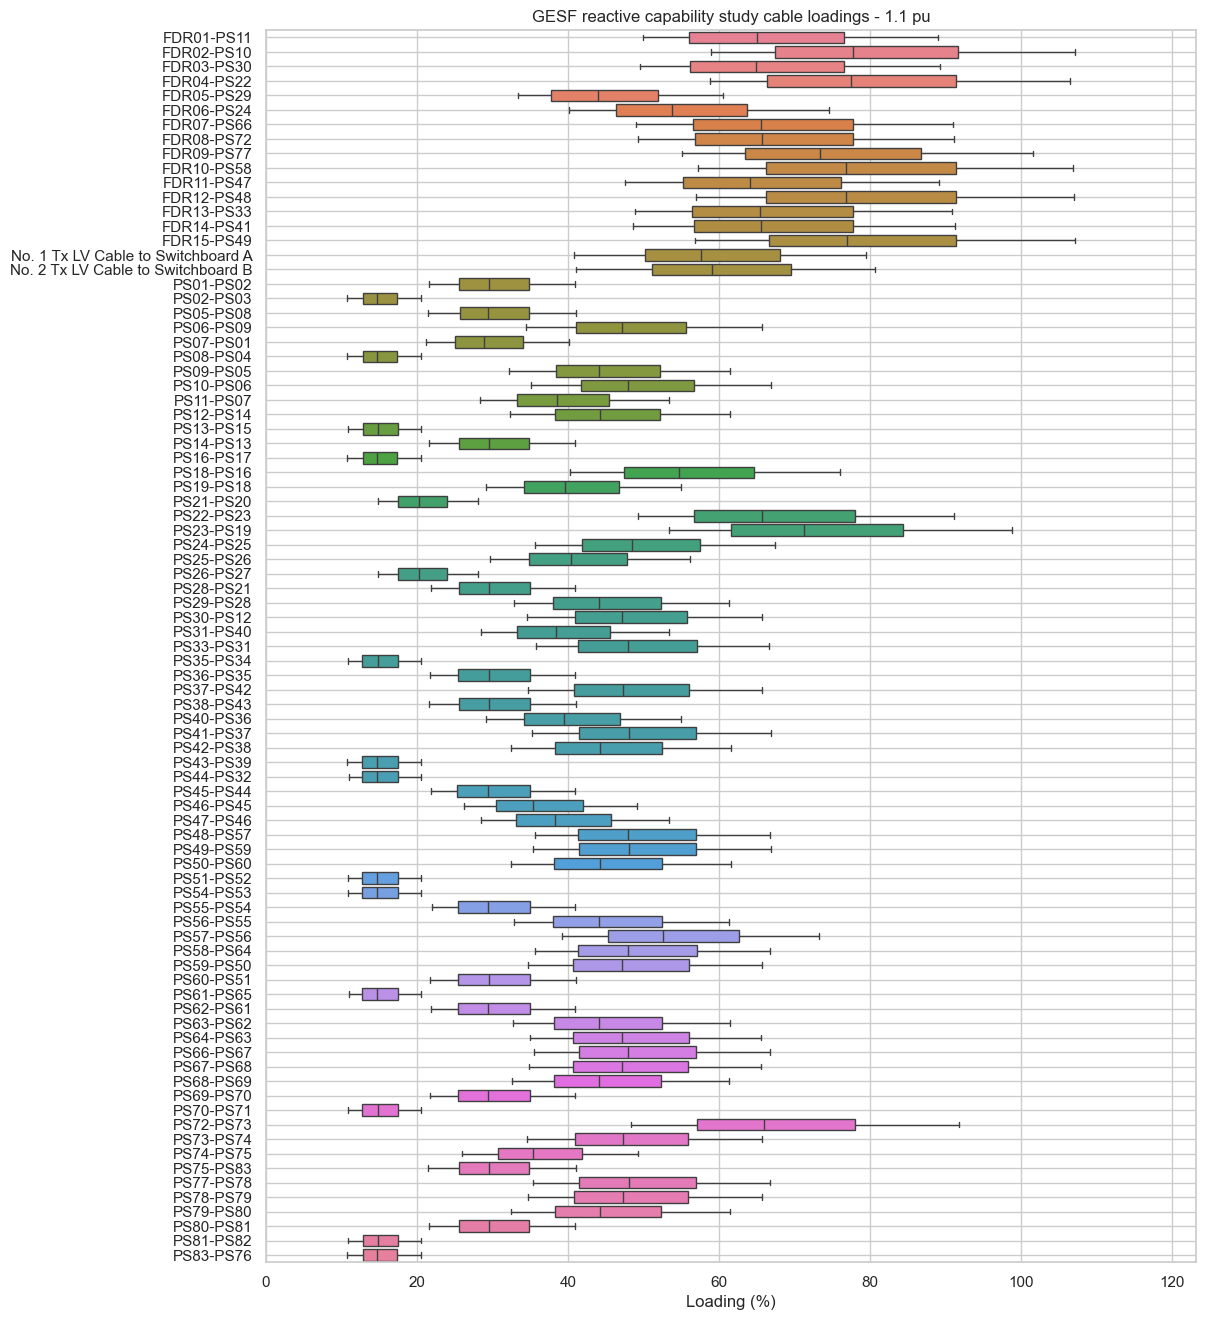 GESF reactive capability study cable loadings - 1.1 pu
FDR01-PS11
FDR02-PS10
FDR03-PS30
FDR04-PS22
FDR05-PS29
FDR06-PS24
FDR07-PS66
FDR08-PS72
FDR09-PS77
FDR10-PS58
FDR11-PS47
FDR12-PS48
FDR13-PS33
FDR14-PS41
FDR15-PS49
No. 1 Tx LV Cable to Switchboard A
No. 2 Tx LV Cable to Switchboard B
PS01-PS02
PS02-PS03
PS05-PS08
PS06-PS09
PS07-PS01
PS08-PS04
PS09-PS05
PS10-PS06
PS11-PS07
PS12-PS14
PS13-PS15
PS14-PS13
PS16-PS17
PS18-PS16
PS19-PS18
PS21-PS20
PS22-PS23
PS23-PS19
PS24-PS25
PS25-PS26
PS26-PS27
PS28-PS21
PS29-PS28
PS30-PS12
PS31-PS40
PS33-PS31
PS35-PS34
PS36-PS35
PS37-PS42
PS38-PS43
PS40-PS36
PS41-PS37
PS42-PS38
PS43-PS39
PS44-PS32
PS45-PS44
PS46-PS45
PS47-PS46
PS48-PS57
PS49-PS59
PS50-PS60
PS51-PS52
PS54-PS53
PS55-PS54
PS56-PS55
PS57-PS56
PS58-PS64
PS59-PS50
PS60-PS51
PS61-PS65
PS62-PS61
PS63-PS62
PS64-PS63
PS66-PS67
PS67-PS68
PS68-PS69
PS69-PS70
PS70-PS71
PS72-PS73
PS73-PS74
PS74-PS75
PS75-PS83
PS77-PS78
PS78-PS79
PS79-PS80
PS80-PS81
PS81-PS82
PS83-PS76
0 20 40 60 80 100 120
Loading (%)